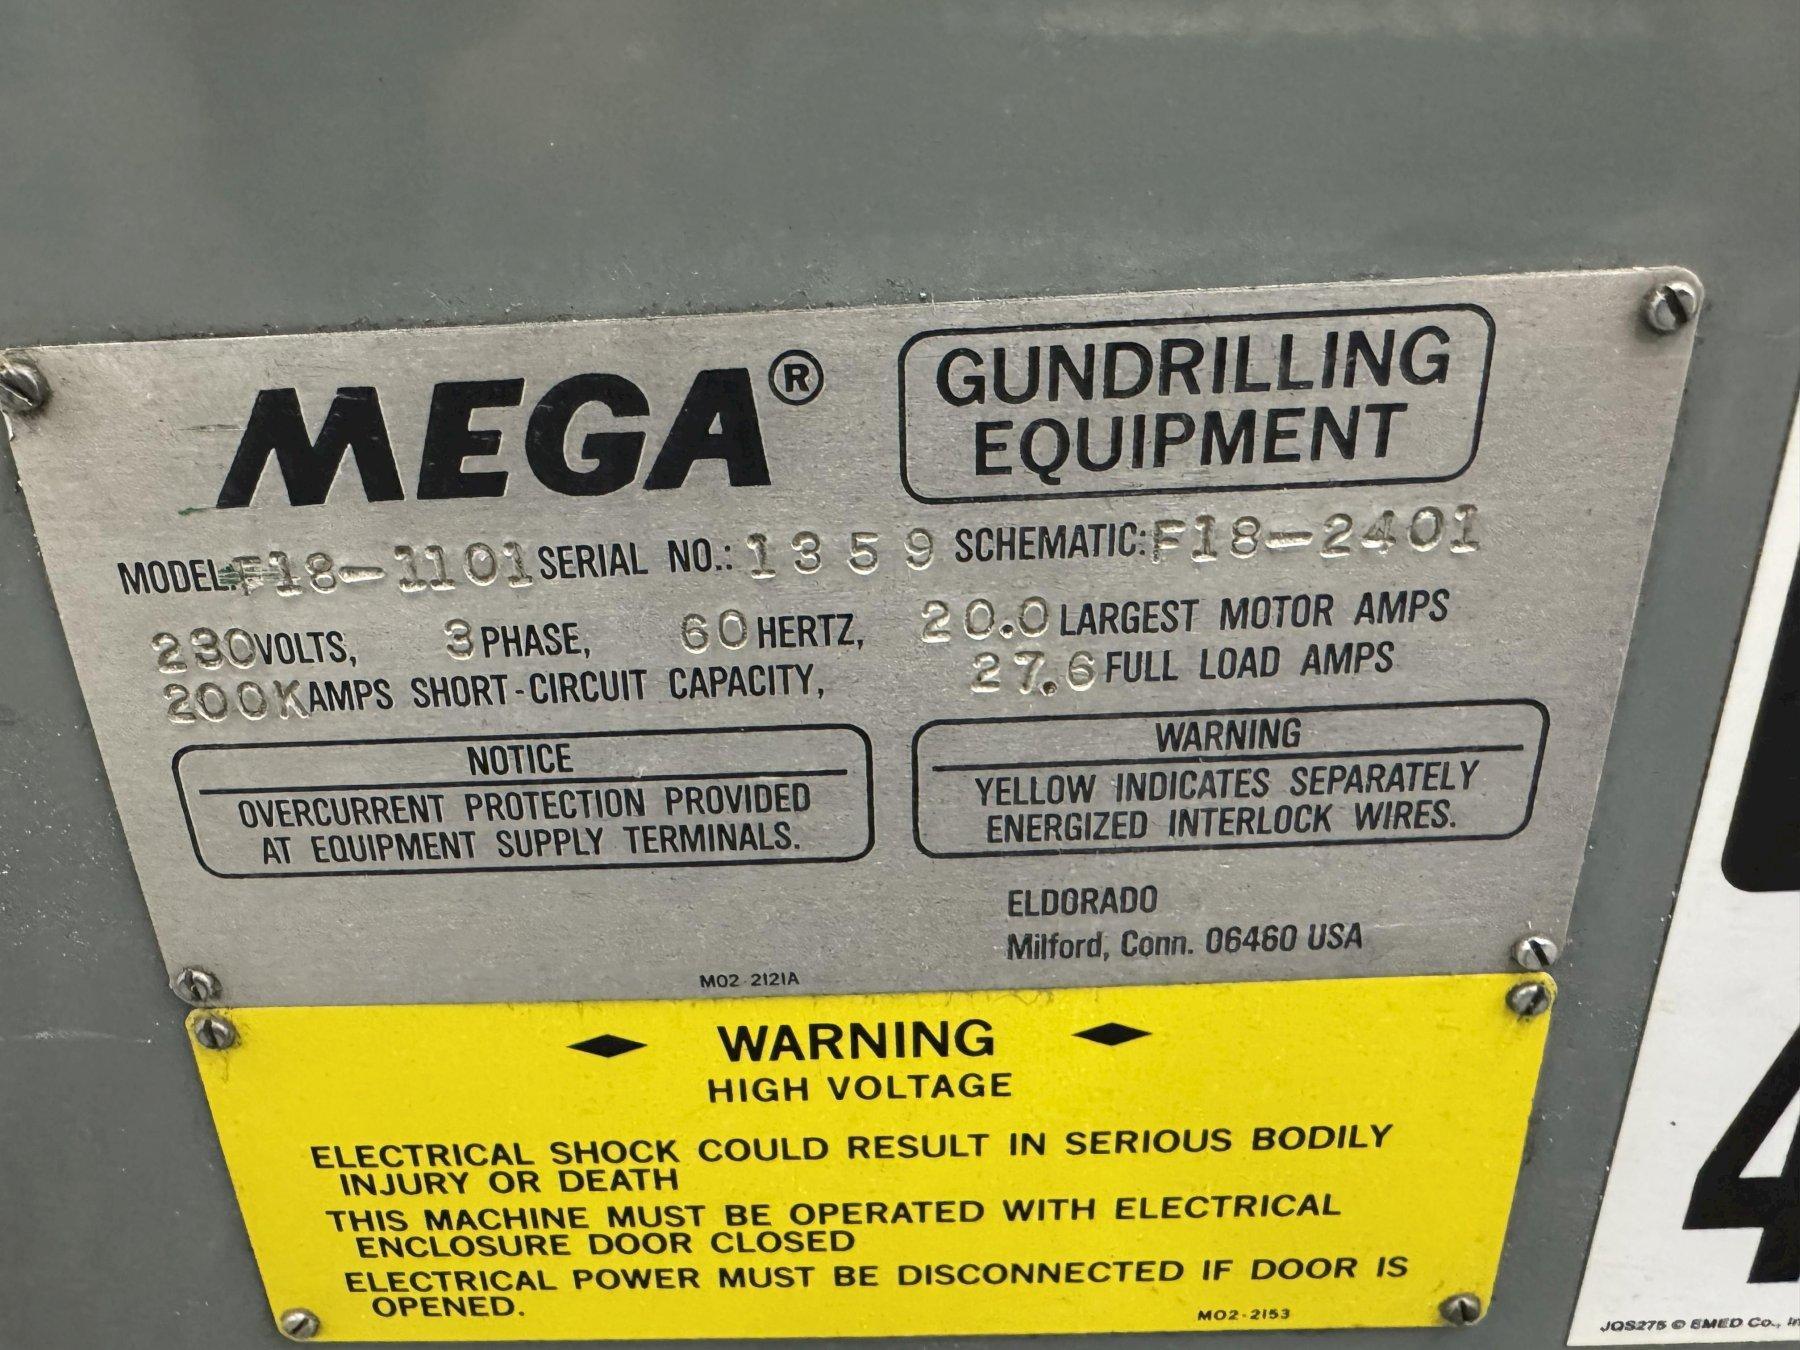 MEGA®
GUNDRILLING
EQUIPMENT
MODEL: F18-1101 SERIAL NO.: 1359 SCHEMATIC: F18-2401
230 VOLTS, 3 PHASE, 60 HERTZ, 20.0 LARGEST MOTOR AMPS
200K AMPS SHORT-CIRCUIT CAPACITY, 27.6 FULL LOAD AMPS
NOTICE
OVERCURRENT PROTECTION PROVIDED
AT EQUIPMENT SUPPLY TERMINALS.
WARNING
YELLOW INDICATES SEPARATELY
ENERGIZED INTERLOCK WIRES.
ELDORADO
Milford, Conn. 06460 USA
M02-2121A
WARNING
HIGH VOLTAGE
ELECTRICAL SHOCK COULD RESULT IN SERIOUS BODILY
INJURY OR DEATH
THIS MACHINE MUST BE OPERATED WITH ELECTRICAL
ENCLOSURE DOOR CLOSED
ELECTRICAL POWER MUST BE DISCONNECTED IF DOOR IS
OPENED.
M02-2153
4
JQS275 © EMED Co.,